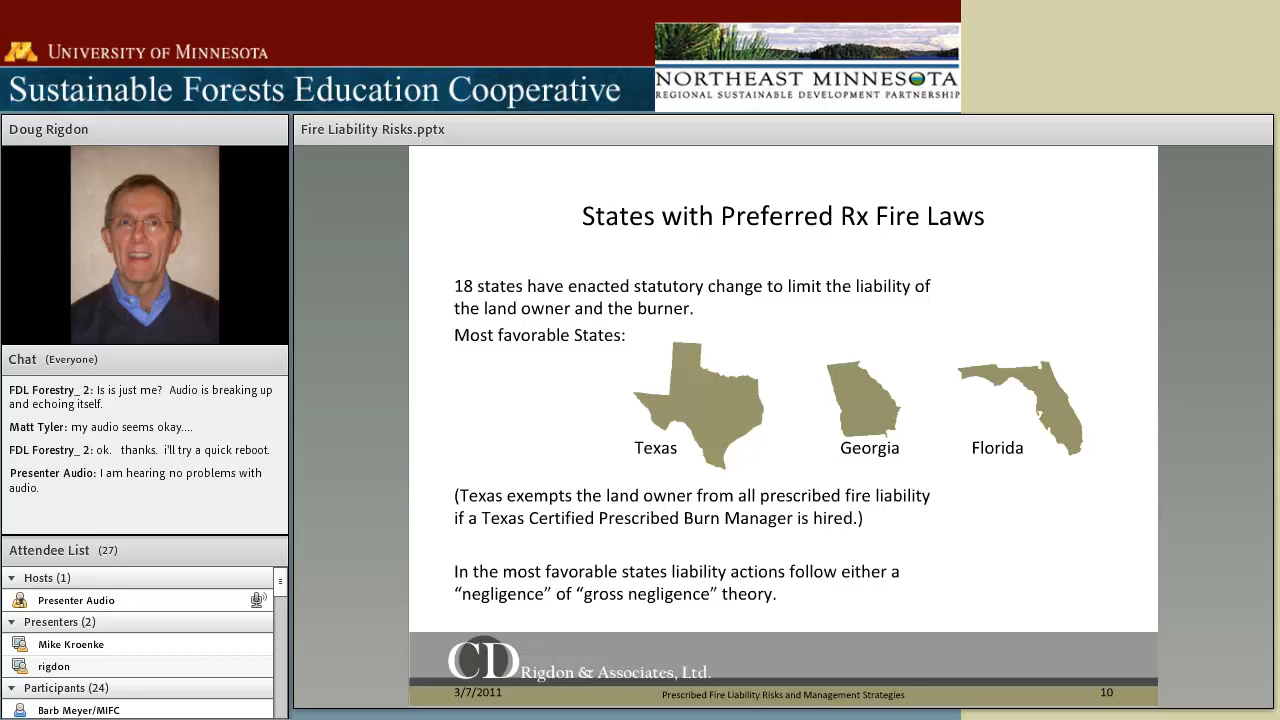 UNIVERSITY OF MINNESOTA
Sustainable Forests Education Cooperative
NORTHEAST MINNESOTA
REGIONAL SUSTAINABLE DEVELOPMENT PARTNERSHIP
Doug Rigdon
Chat (Everyone)
FDL Forestry_ 2: Is is just me? Audio is breaking up
and echoing itself.
Matt Tyler: my audio seems okay....
FDL Forestry_ 2: ok. thanks. i'll try a quick reboot.
Presenter Audio: I am hearing no problems with
audio.
Attendee List (27)
Hosts (1)
Presenter Audio
Presenters (2)
Mike Kroenke
rigdon
Participants (24)
Barb Meyer/MIFC
Fire Liability Risks.pptx
States with Preferred Rx Fire Laws
18 states have enacted statutory change to limit the liability of
the land owner and the burner.
Most favorable States:
Texas
Georgia
Florida
(Texas exempts the land owner from all prescribed fire liability
if a Texas Certified Prescribed Burn Manager is hired.)
In the most favorable states liability actions follow either a
“negligence” of “gross negligence” theory.
CD Rigdon & Associates, Ltd.
3/7/2011
Prescribed Fire Liability Risks and Management Strategies
10